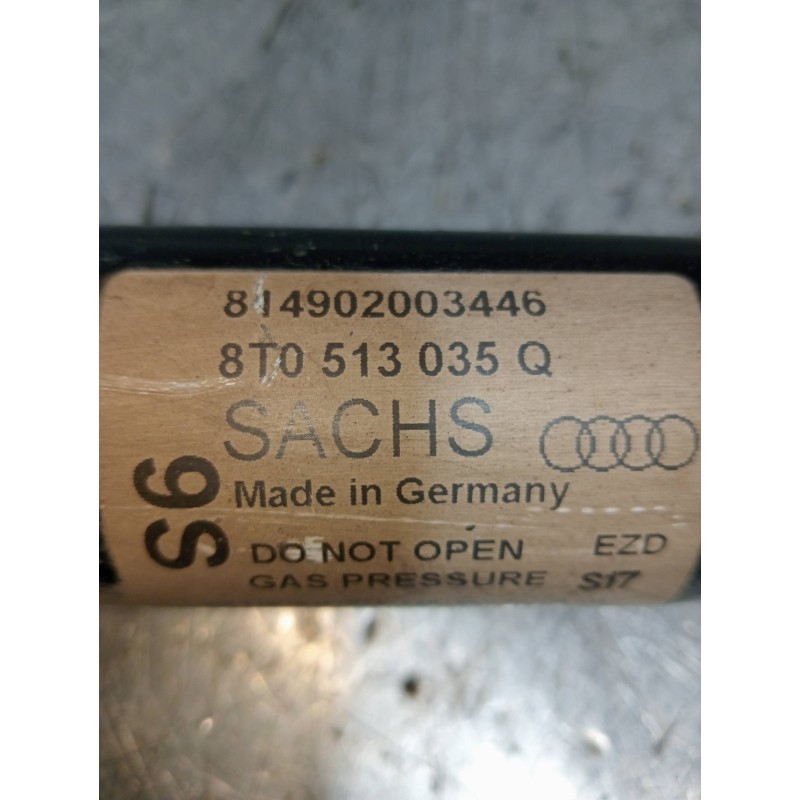 814902003446
8T0 513 035 Q
SACHS
S6
Made in Germany
DO NOT OPEN EZD
GAS PRESSURE S17